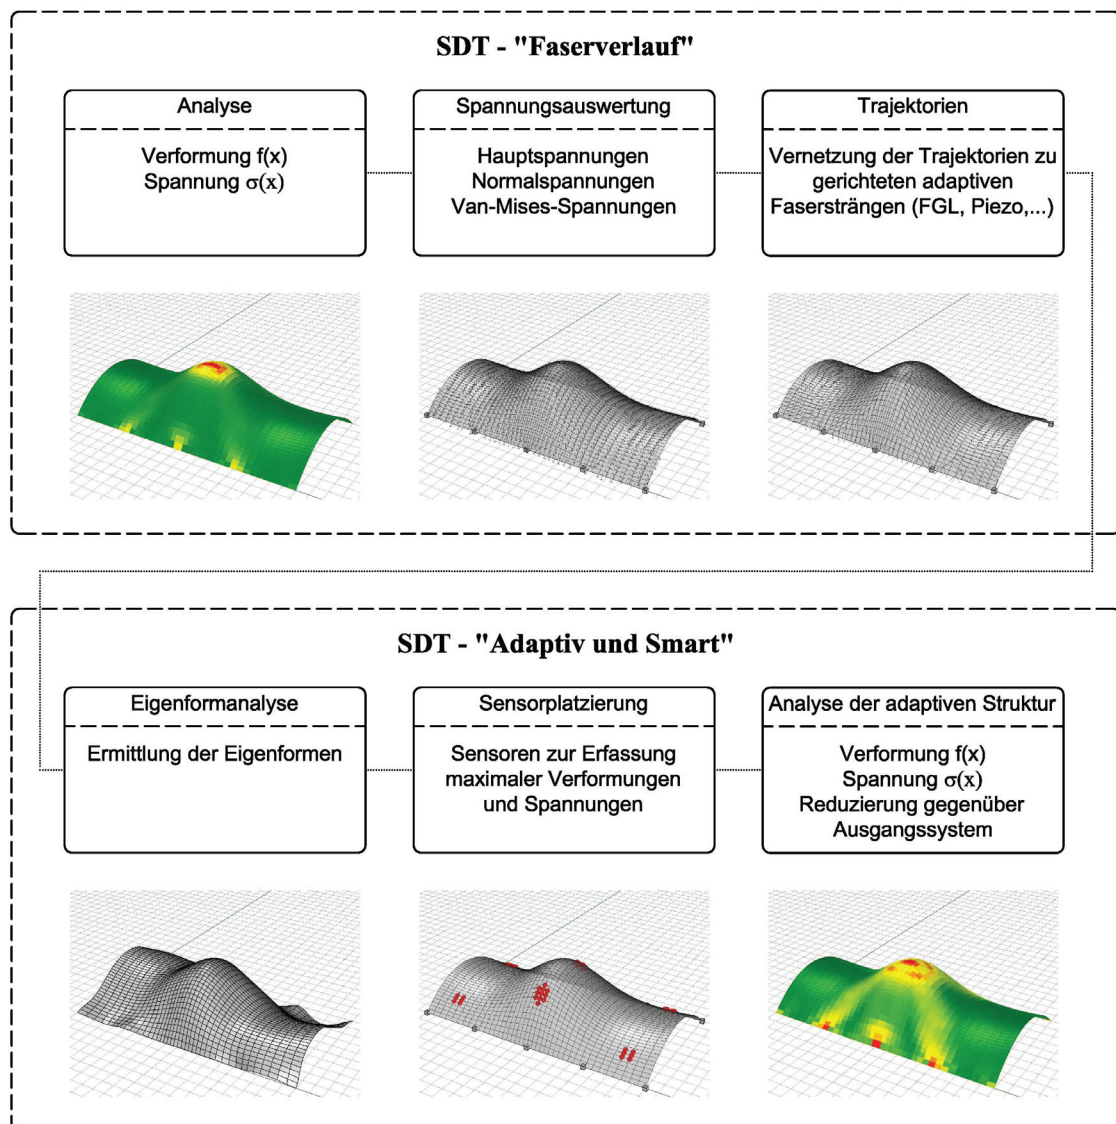 SDT - "Faserverlauf"
Analyse
Verformung f(x)
Spannung σ(x)
Spannungsauswertung
Hauptspannungen
Normalspannungen
Van-Mises-Spannungen
Trajektorien
Vernetzung der Trajektorien zu
gerichteten adaptiven
Fasersträngen (FGL, Piezo,...)
SDT - "Adaptiv und Smart"
Eigenformanalyse
Ermittlung der Eigenformen
Sensorplatzierung
Sensoren zur Erfassung
maximaler Verformungen
und Spannungen
Analyse der adaptiven Struktur
Verformung f(x)
Spannung σ(x)
Reduzierung gegenüber
Ausgangssystem